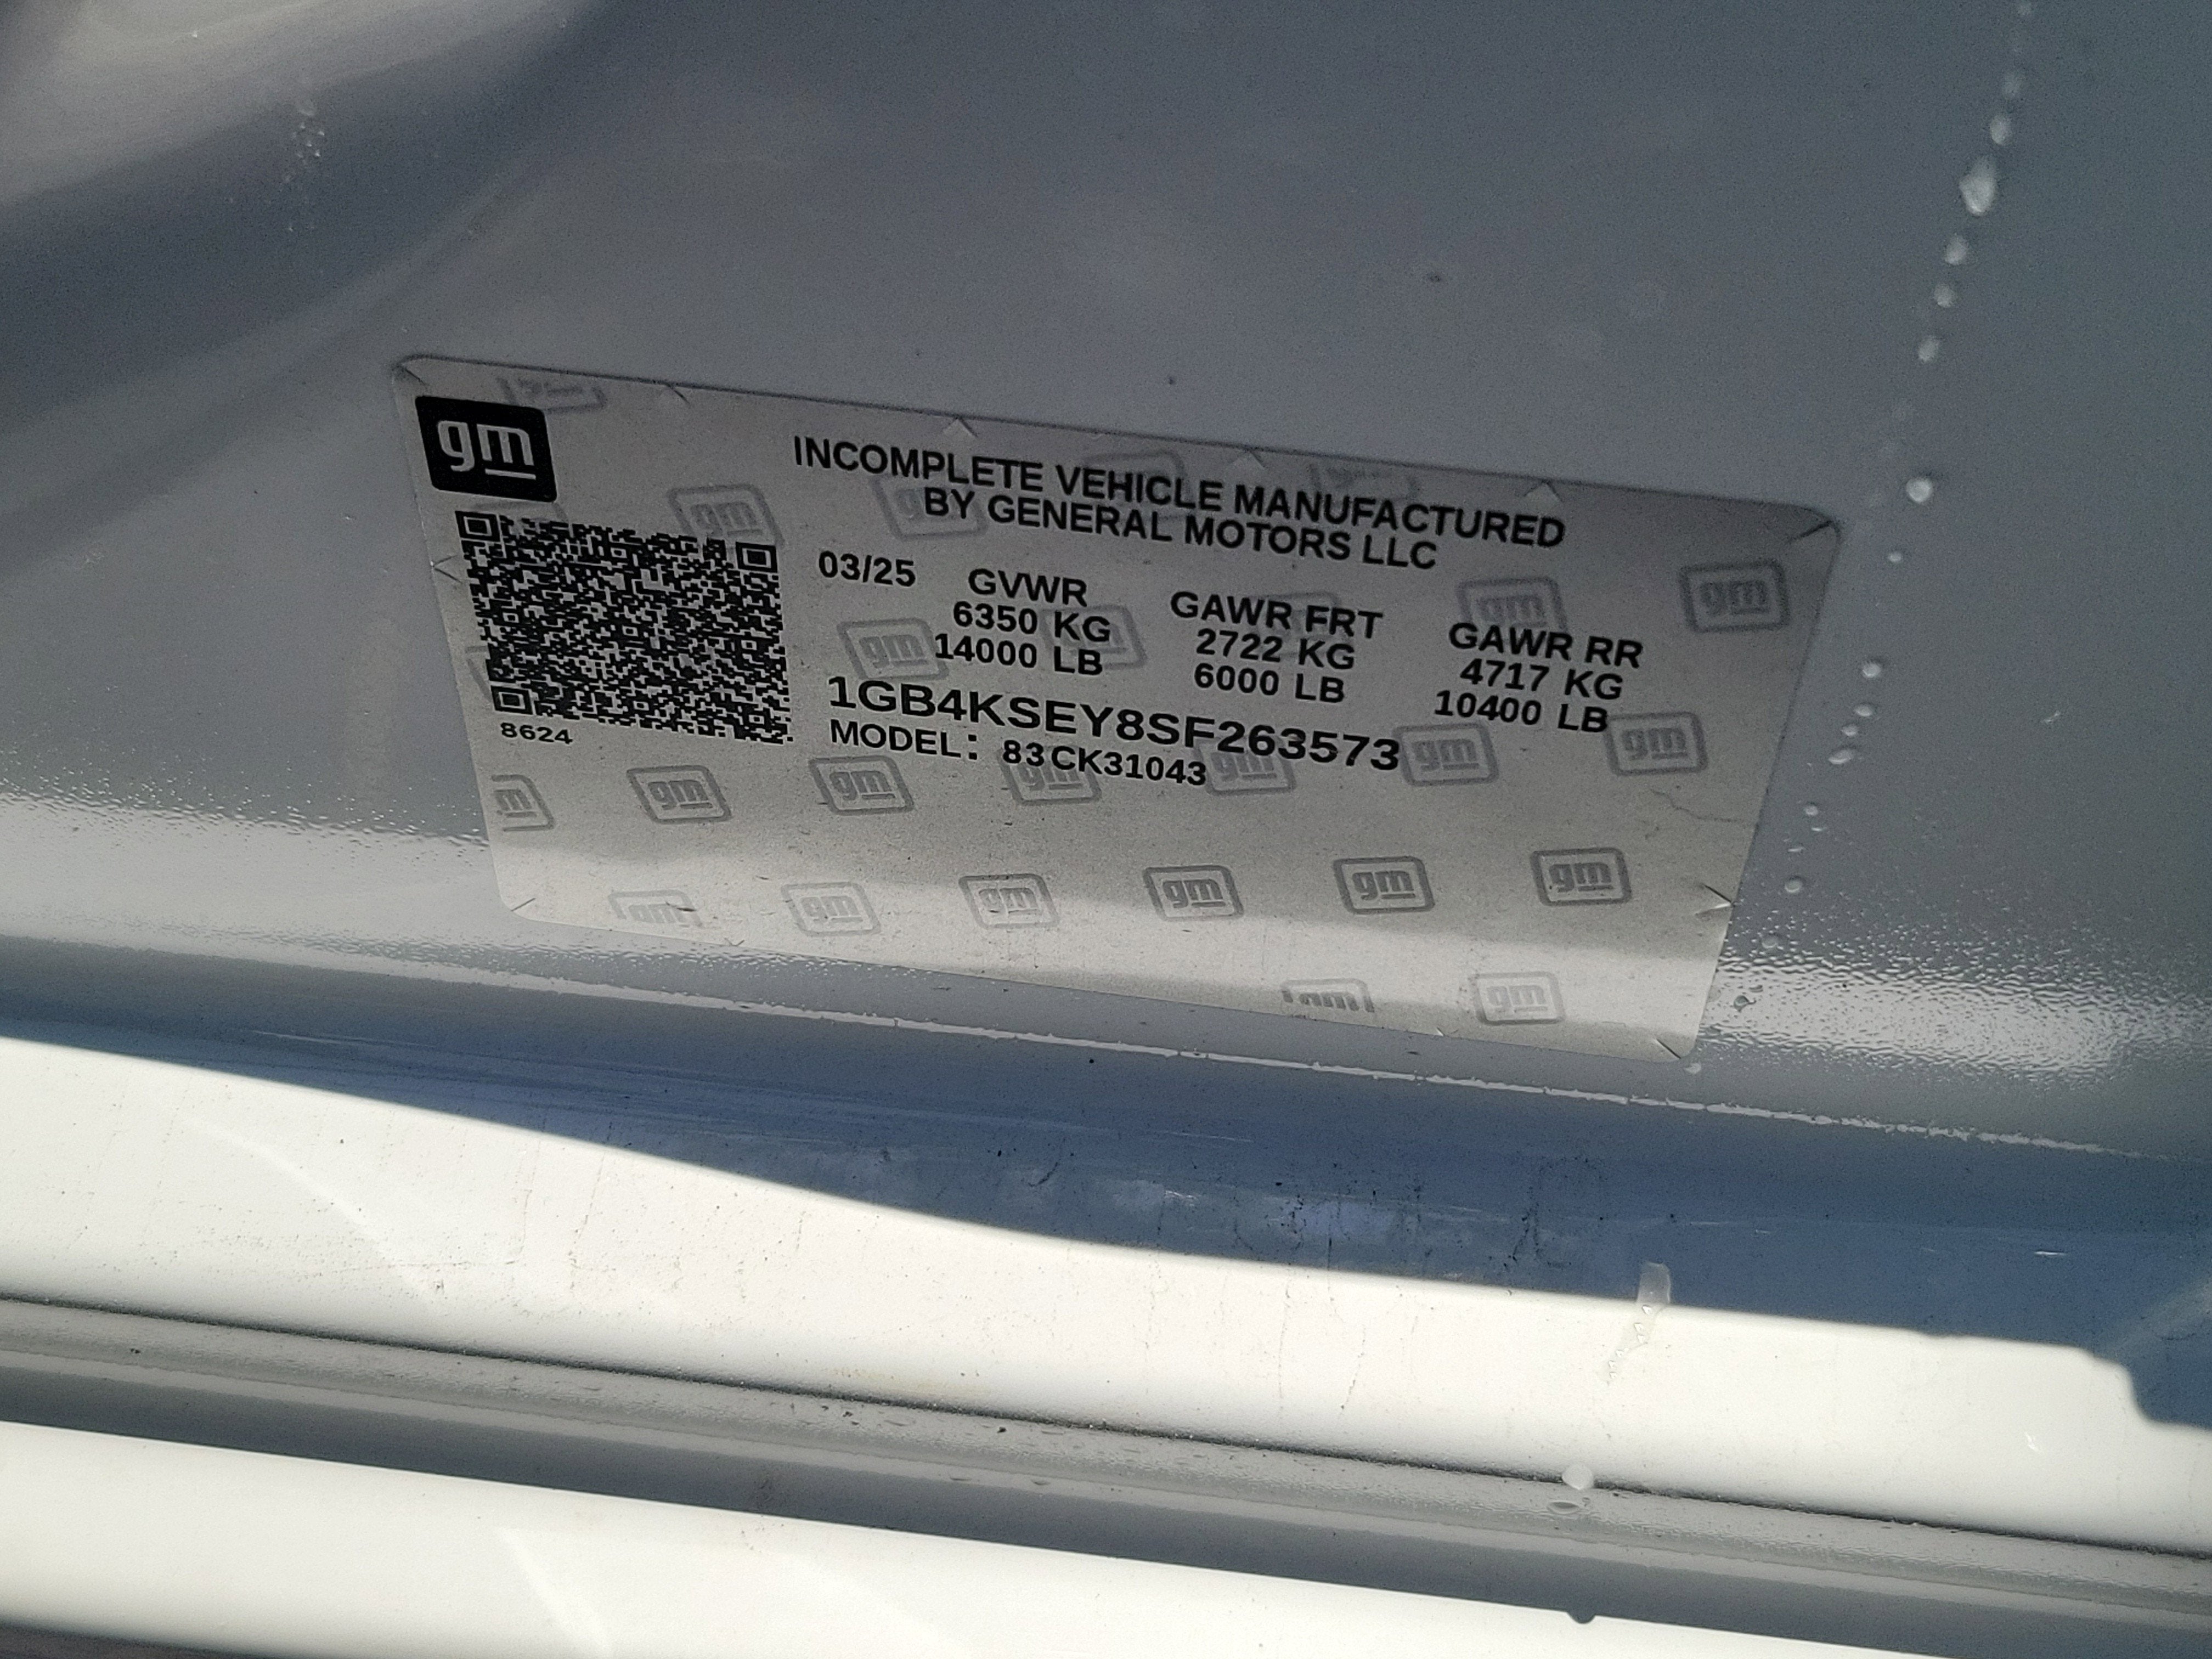 gm
INCOMPLETE VEHICLE MANUFACTURED
BY GENERAL MOTORS LLC
03/25 GVWR GAWR FRT GAWR RR
6350 KG 2722 KG 4717 KG
14000 LB 6000 LB 10400 LB
1GB4KSEY8SF263573
MODEL: 83CK31043
8624